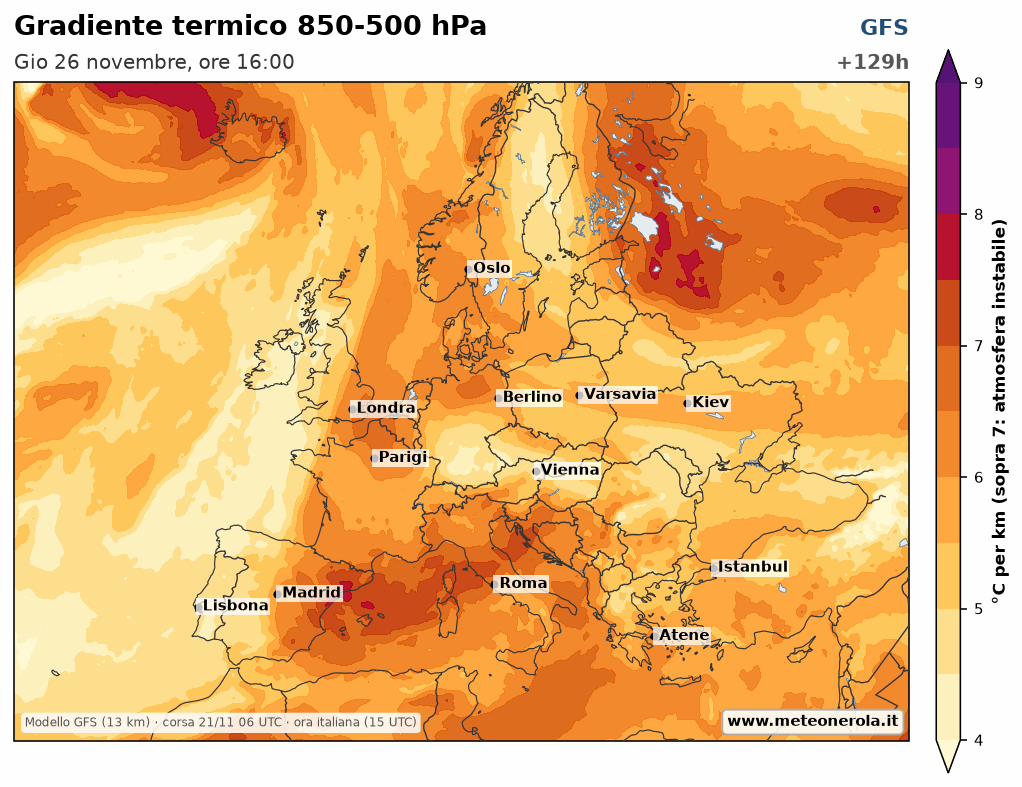 Gradiente termico 850-500 hPa
GFS
Gio 26 novembre, ore 16:00
+129h
Oslo
Berlino
Varsavia
Kiev
Londra
Parigi
Vienna
Istanbul
Madrid
Roma
Lisbona
Atene
Modello GFS (13 km) · corsa 21/11 06 UTC · ora italiana (15 UTC)
www.meteonerola.it
9
8
7
6
5
4
°C per km (sopra 7: atmosfera instabile)